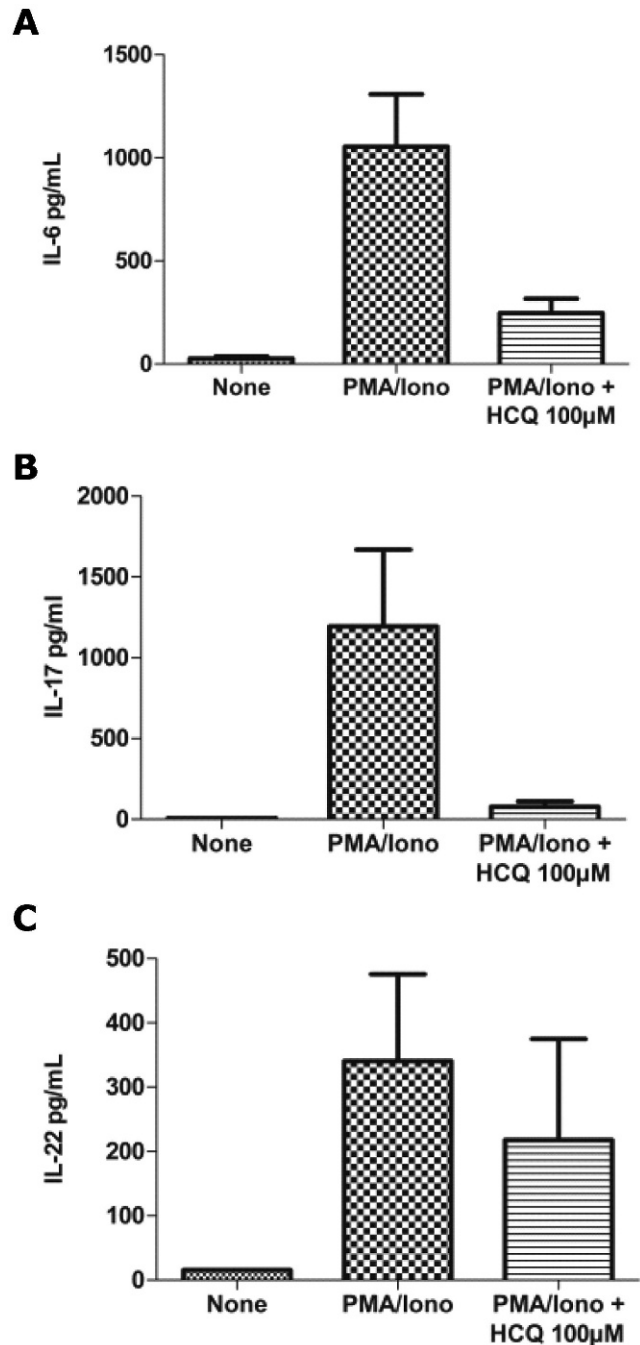 A
1500
1000
500
0
IL-6 pg/mL
None
PMA/Iono
PMA/Iono +
HCQ 100µM
B
2000
1500
1000
500
0
IL-17 pg/ml
None
PMA/Iono
PMA/Iono +
HCQ 100µM
C
500
400
300
200
100
0
IL-22 pg/mL
None
PMA/Iono
PMA/Iono +
HCQ 100µM